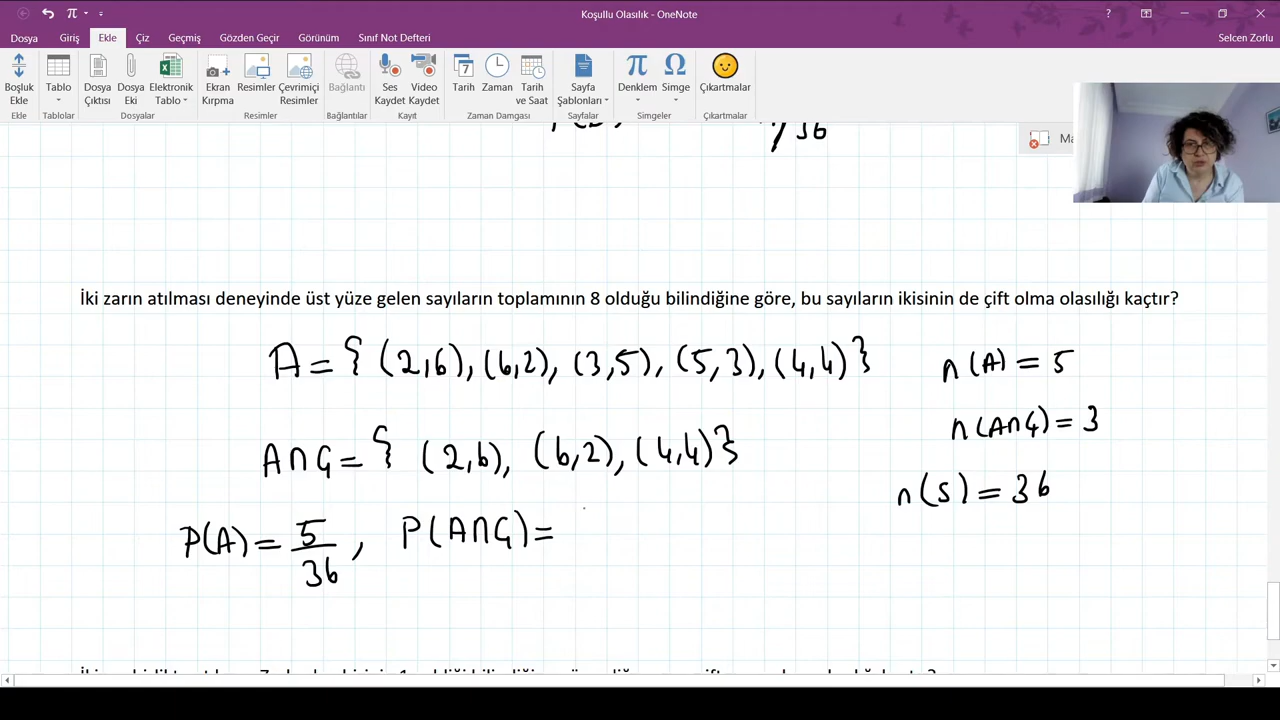 Koşullu Olasılık - OneNote
Selcen Zorlu
Dosya Giriş Ekle Çiz Geçmiş Gözden Geçir Görünüm Sınıf Not Defteri
Boşluk Ekle Tablo Dosya Çıktısı Dosya Eki Elektronik Tablo Ekran Kırpma Resimler Çevrimiçi Resimler Bağlantı Ses Kaydet Video Kaydet Tarih Zaman Tarih ve Saat Sayfa Şablonları Denklem Simge Çıkartmalar
Ekle Tablolar Dosyalar Resimler Bağlantılar Kayıt Zaman Damgası Sayfalar Simgeler Çıkartmalar
36
İki zarın atılması deneyinde üst yüze gelen sayıların toplamının 8 olduğu bilindiğine göre, bu sayıların ikisinin de çift olma olasılığı kaçtır?
A = { (2,6), (6,2), (3,5), (5,3), (4,4) }
n(A) = 5
A∩Ç = { (2,6), (6,2), (4,4) }
n(A∩Ç) = 3
n(S) = 36
P(A) = 5/36 , P(A∩Ç) =